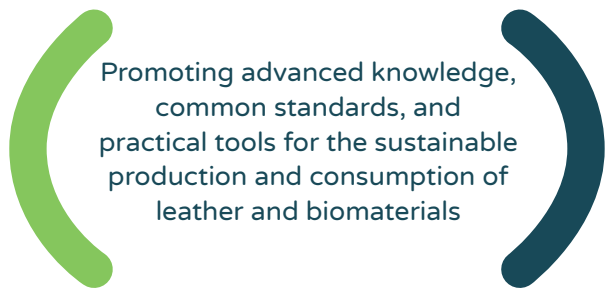 Promoting advanced knowledge,
common standards, and
practical tools for the sustainable
production and consumption of
leather and biomaterials